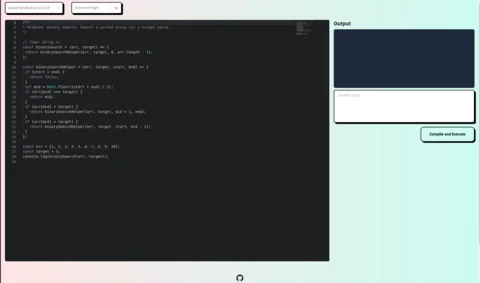 JavaScript (Node.js 12.14.0)
Tomorrow-Night
/**
* Problem: Binary Search: Search a sorted array for a target value.
*/
// Time: O(log n)
const binarySearch = (arr, target) => {
return binarySearchHelper(arr, target, 0, arr.length - 1);
};
const binarySearchHelper = (arr, target, start, end) => {
if (start > end) {
return false;
}
let mid = Math.floor((start + end) / 2);
if (arr[mid] === target) {
return mid;
}
if (arr[mid] < target) {
return binarySearchHelper(arr, target, mid + 1, end);
}
if (arr[mid] > target) {
return binarySearchHelper(arr, target, start, mid - 1);
}
};
const arr = [1, 2, 3, 4, 5, 6, 7, 8, 9, 10];
const target = 5;
console.log(binarySearch(arr, target));
Output
Custom input
Compile and Execute